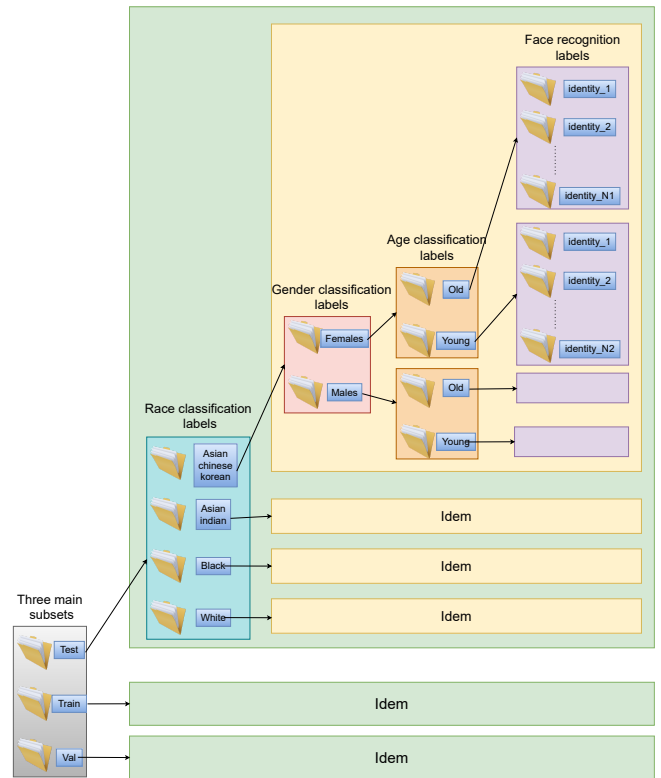 Face recognition
labels
identity_1
identity_2
identity_N1
identity_1
identity_2
identity_N2
Age classification
labels
Old
Young
Old
Young
Gender classification
labels
Females
Males
Race classification
labels
Asian
chinese
korean
Asian
indian
Idem
Black
Idem
White
Idem
Three main
subsets
Test
Train
Idem
Val
Idem